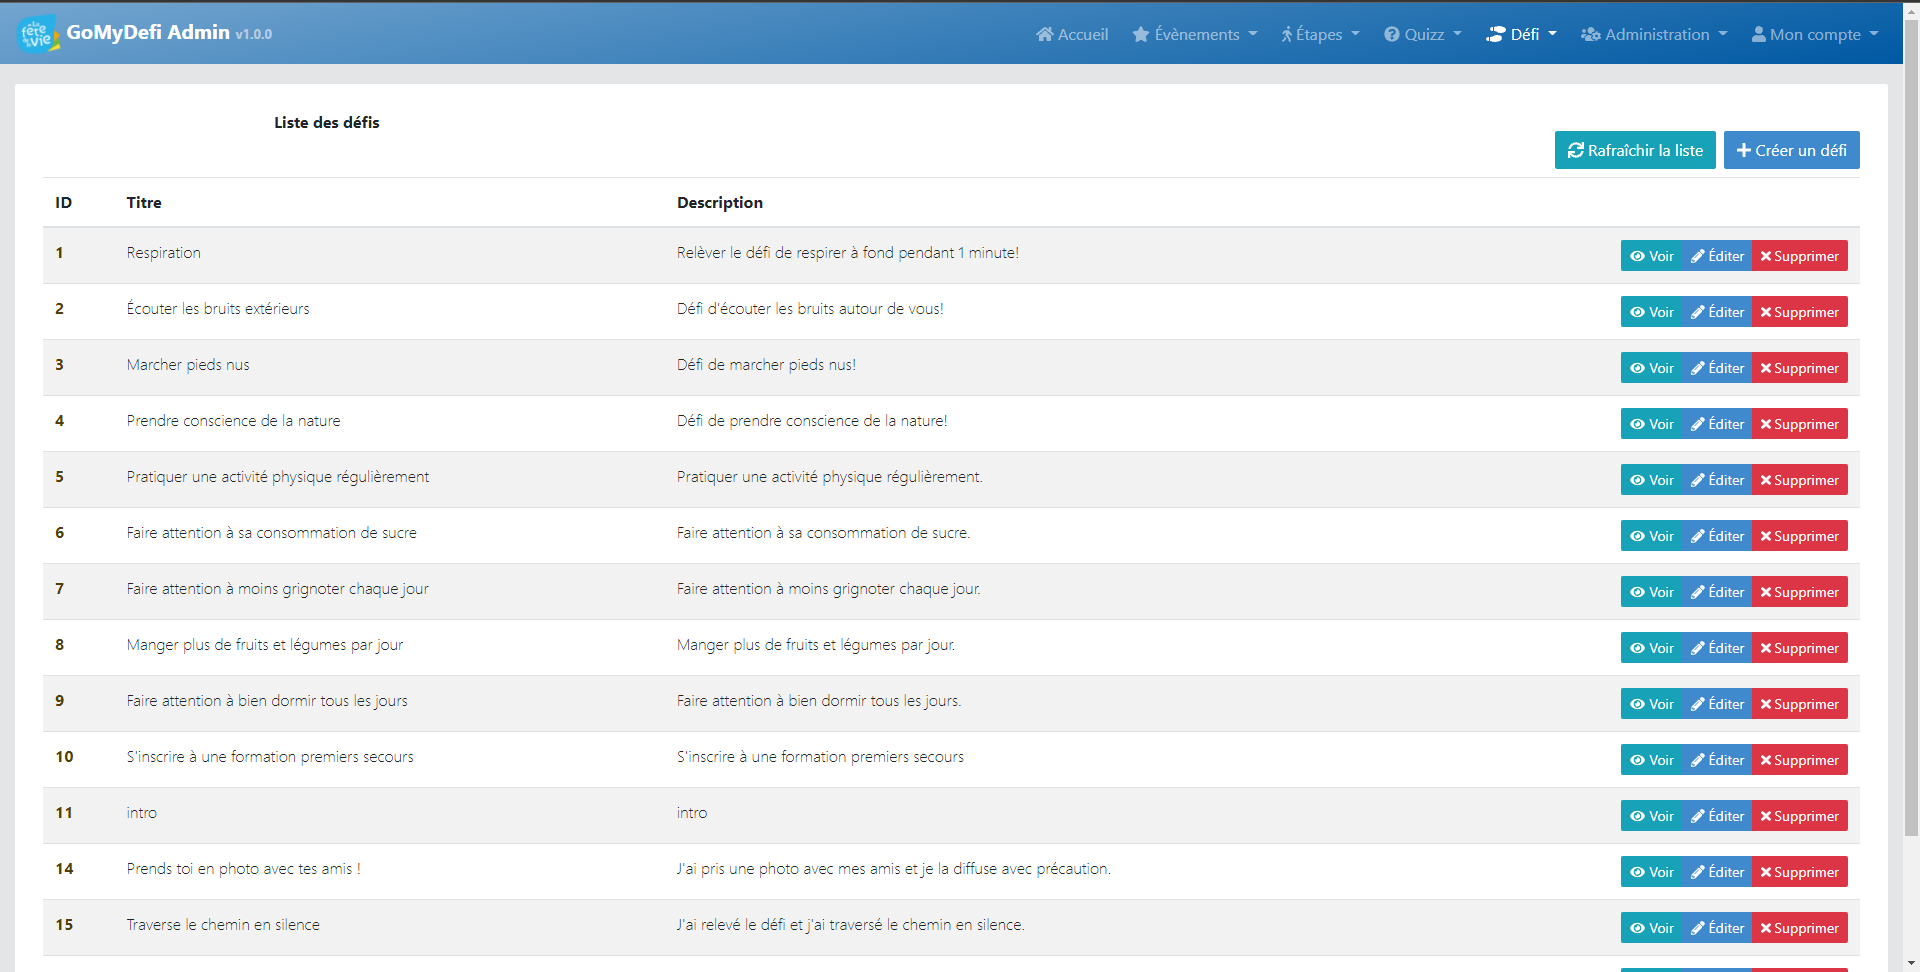 la fête de la vie GoMyDefi Admin v1.0.0 Accueil Évènements Étapes Quizz Défi Administration Mon compte
Liste des défis
Rafraîchir la liste Créer un défi
ID Titre Description
1 Respiration Relèver le défi de respirer à fond pendant 1 minute! Voir Éditer Supprimer
2 Écouter les bruits extérieurs Défi d'écouter les bruits autour de vous! Voir Éditer Supprimer
3 Marcher pieds nus Défi de marcher pieds nus! Voir Éditer Supprimer
4 Prendre conscience de la nature Défi de prendre conscience de la nature! Voir Éditer Supprimer
5 Pratiquer une activité physique régulièrement Pratiquer une activité physique régulièrement. Voir Éditer Supprimer
6 Faire attention à sa consommation de sucre Faire attention à sa consommation de sucre. Voir Éditer Supprimer
7 Faire attention à moins grignoter chaque jour Faire attention à moins grignoter chaque jour. Voir Éditer Supprimer
8 Manger plus de fruits et légumes par jour Manger plus de fruits et légumes par jour. Voir Éditer Supprimer
9 Faire attention à bien dormir tous les jours Faire attention à bien dormir tous les jours. Voir Éditer Supprimer
10 S'inscrire à une formation premiers secours S'inscrire à une formation premiers secours Voir Éditer Supprimer
11 intro intro Voir Éditer Supprimer
14 Prends toi en photo avec tes amis ! J'ai pris une photo avec mes amis et je la diffuse avec précaution. Voir Éditer Supprimer
15 Traverse le chemin en silence J'ai relevé le défi et j'ai traversé le chemin en silence. Voir Éditer Supprimer